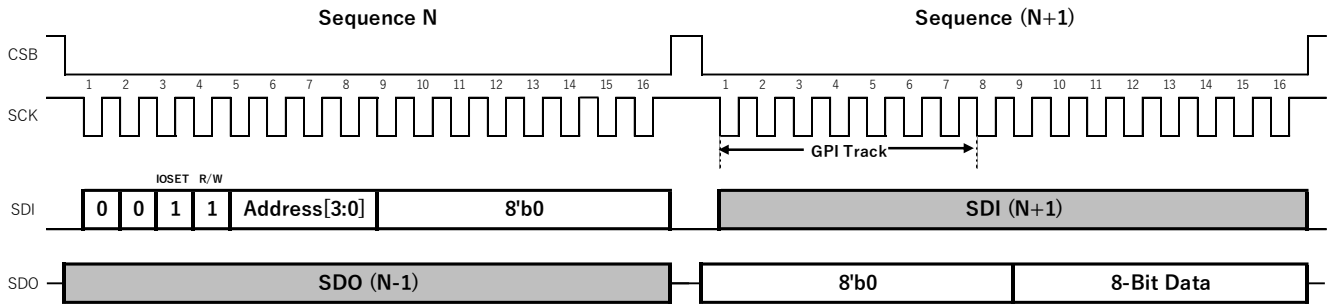 Sequence N Sequence (N+1)
CSB
1 2 3 4 5 6 7 8 9 10 11 12 13 14 15 16 1 2 3 4 5 6 7 8 9 10 11 12 13 14 15 16
SCK
GPI Track
IOSET R/W
SDI 0 0 1 1 Address[3:0] 8'b0 SDI (N+1)
SDO SDO (N-1) 8'b0 8-Bit Data